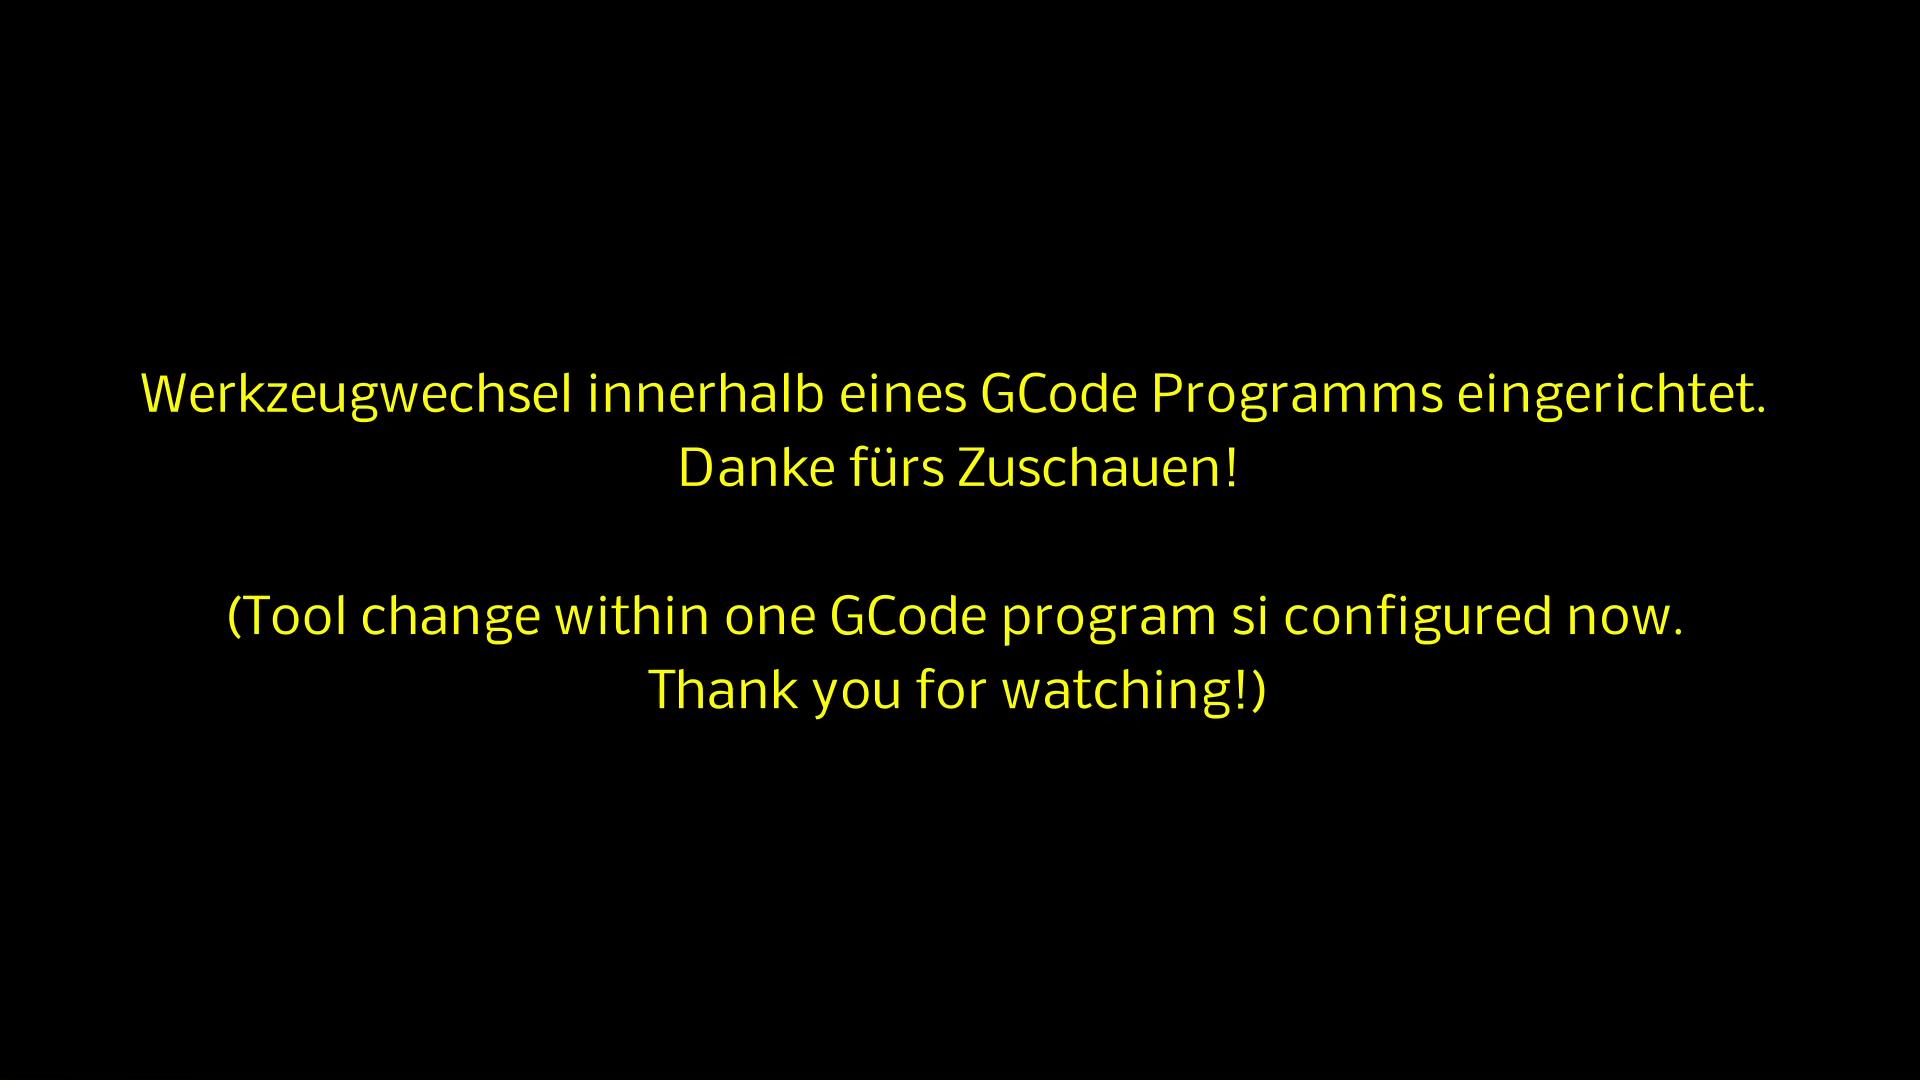 Werkzeugwechsel innerhalb eines GCode Programms eingerichtet.
Danke fürs Zuschauen!
(Tool change within one GCode program si configured now.
Thank you for watching!)